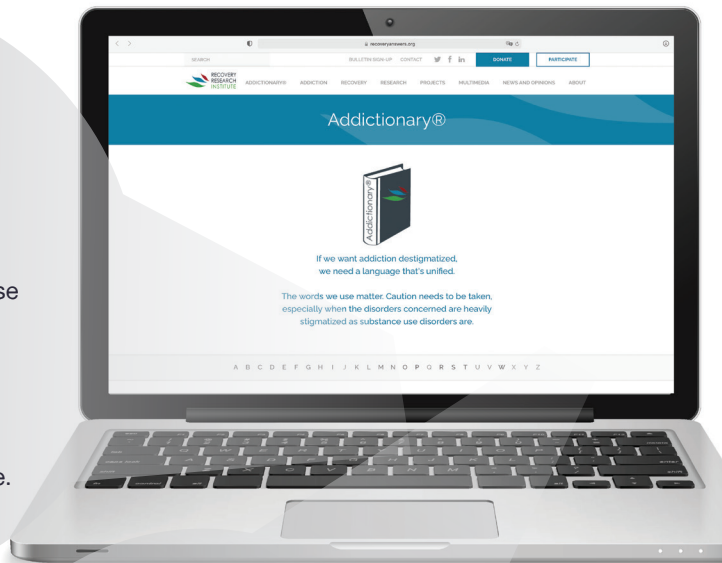 recoveryanswers.org
SEARCH
BULLETIN SIGN-UP CONTACT
DONATE
PARTICIPATE
RECOVERY
RESEARCH
INSTITUTE
ADDICTIONARY® ADDICTION RECOVERY RESEARCH PROJECTS MULTIMEDIA NEWS AND OPINIONS ABOUT
Addictionary®
Addictionary®
If we want addiction destigmatized,
we need a language that's unified.
The words we use matter. Caution needs to be taken,
especially when the disorders concerned are heavily
stigmatized as substance use disorders are.
A B C D E F G H I J K L M N O P Q R S T U V W X Y Z
se
e.